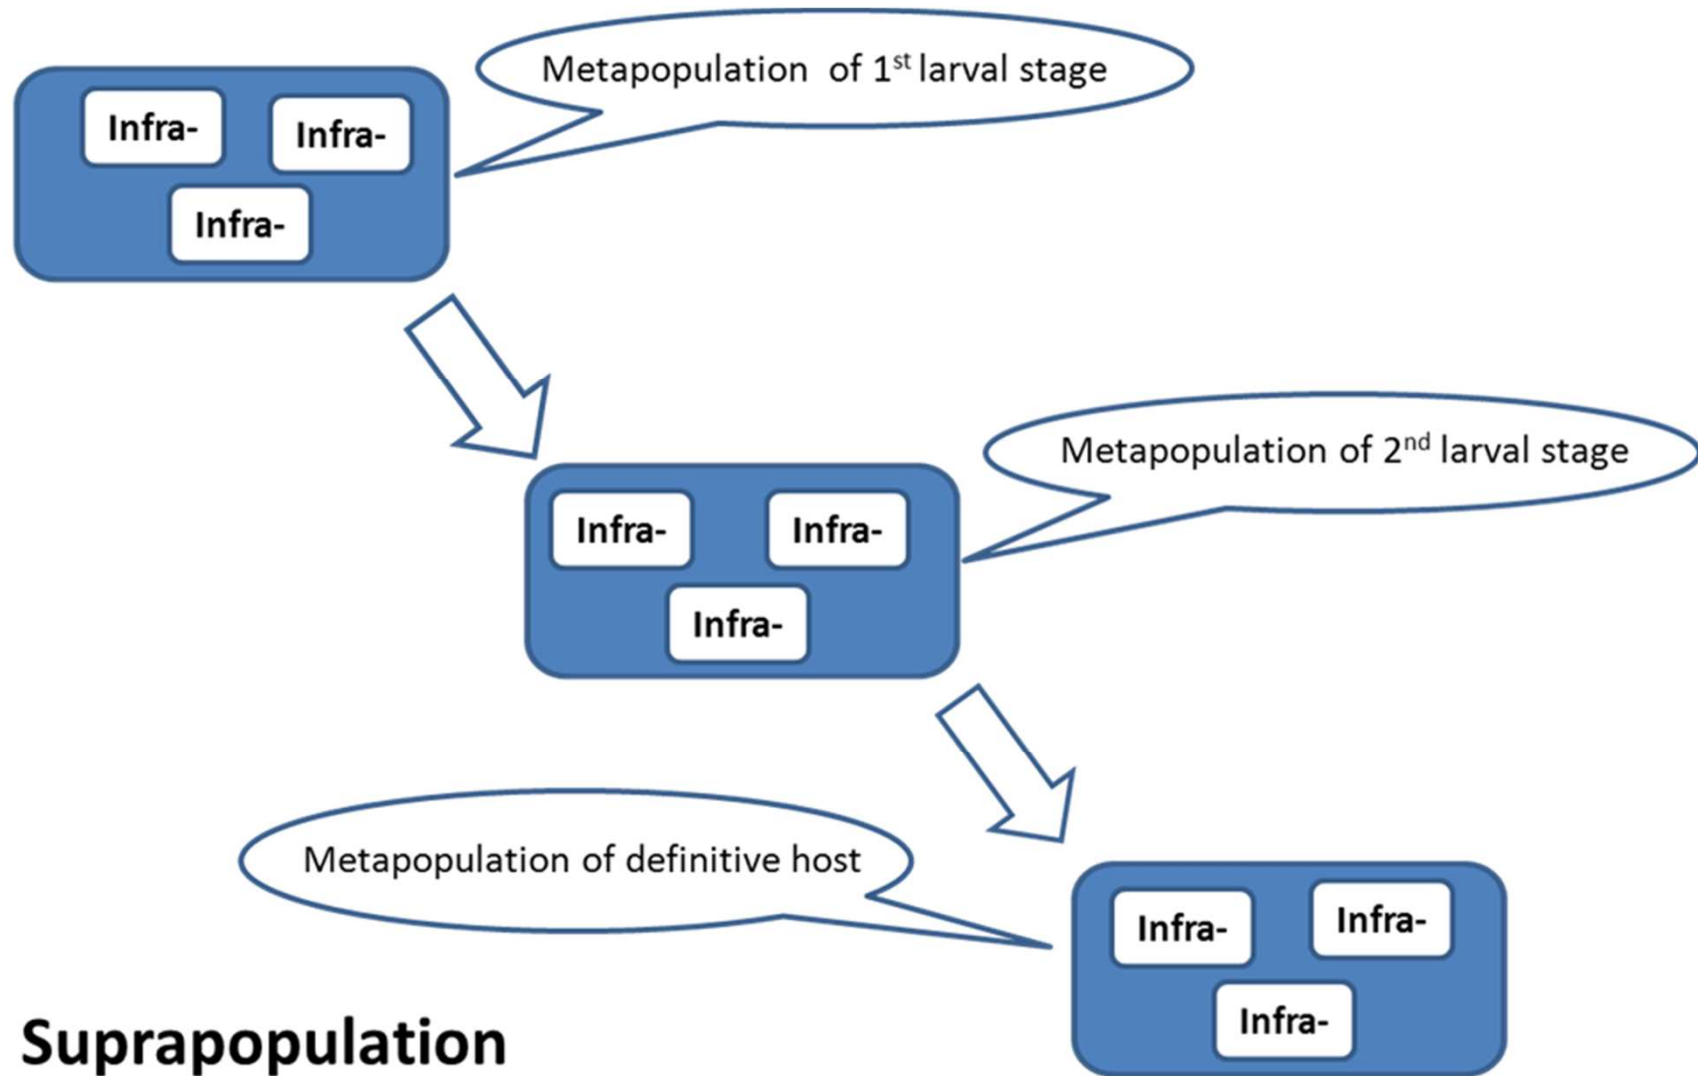 Metapopulation of 1st larval stage
Infra-
Infra-
Infra-
Metapopulation of 2nd larval stage
Infra-
Infra-
Infra-
Metapopulation of definitive host
Infra-
Infra-
Infra-
Suprapopulation